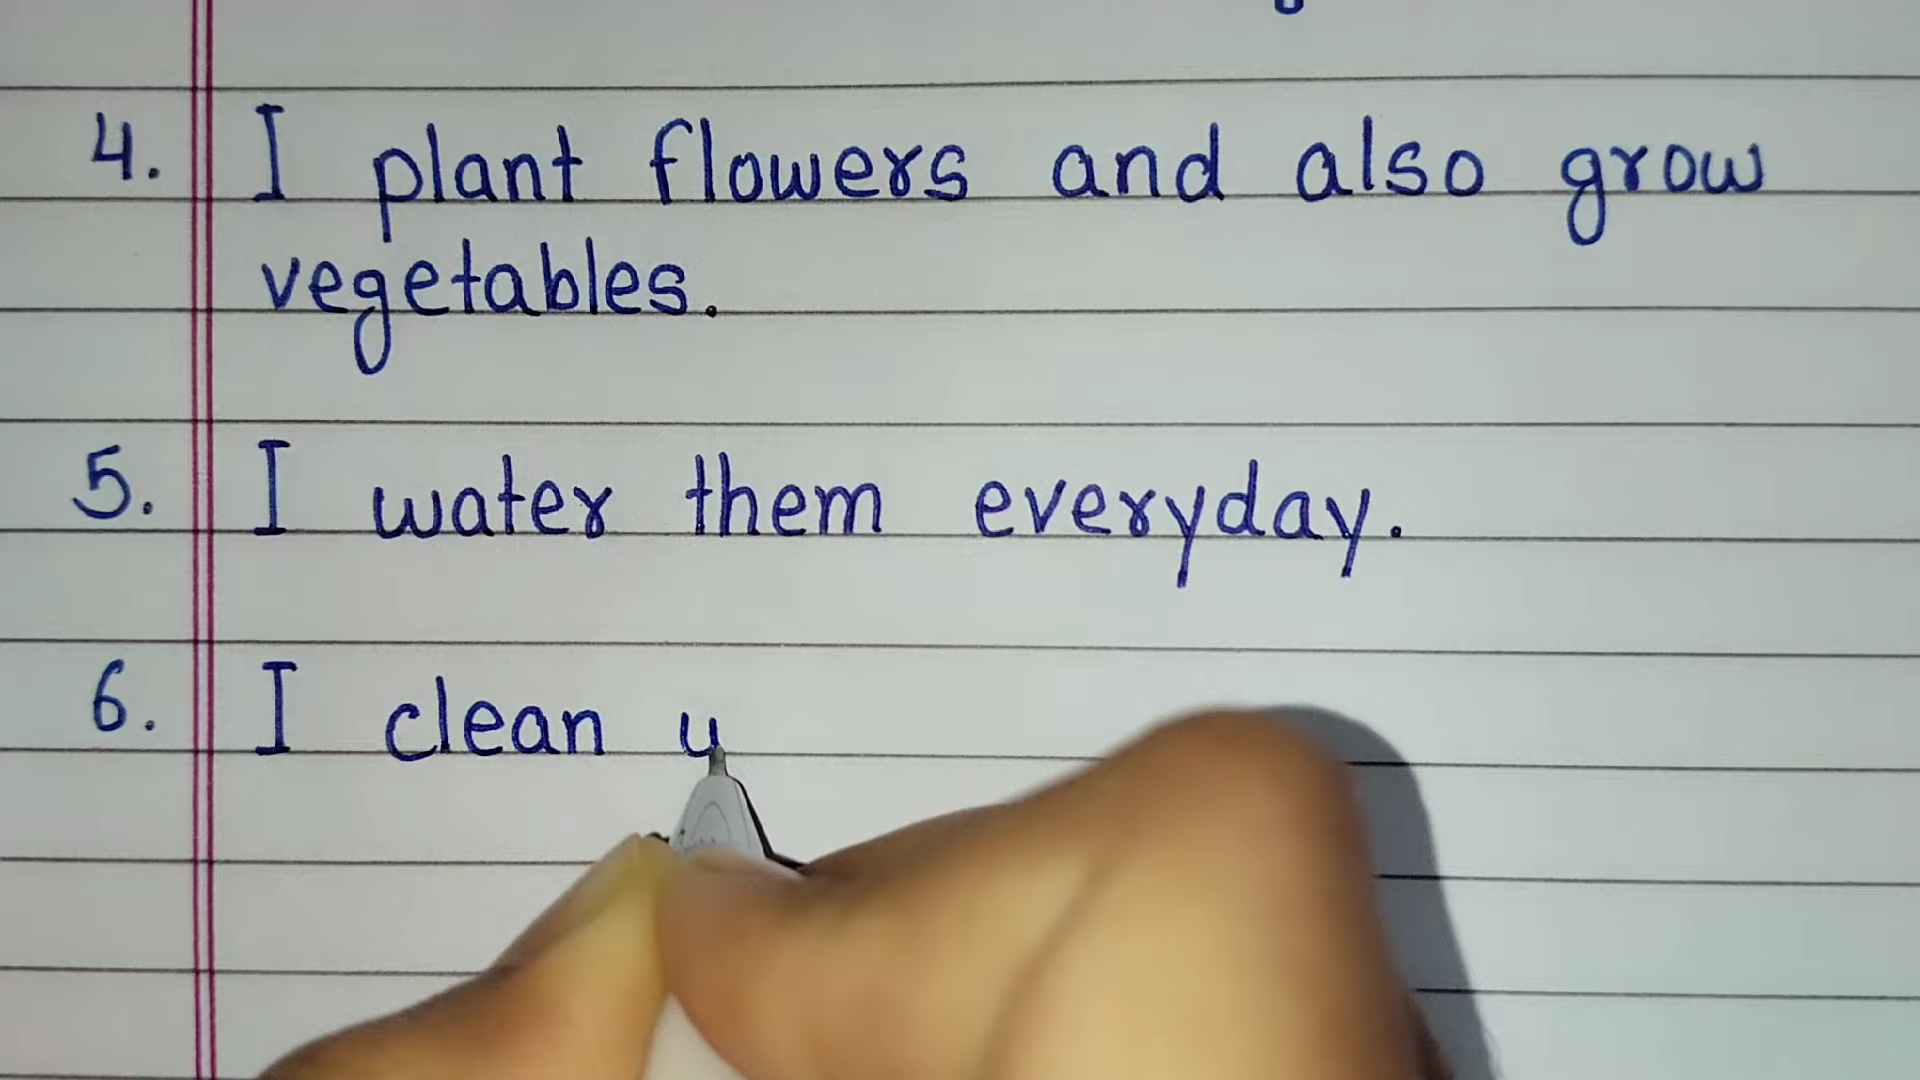 4. I plant flowers and also grow
vegetables.
5. I water them everyday.
6. I clean u